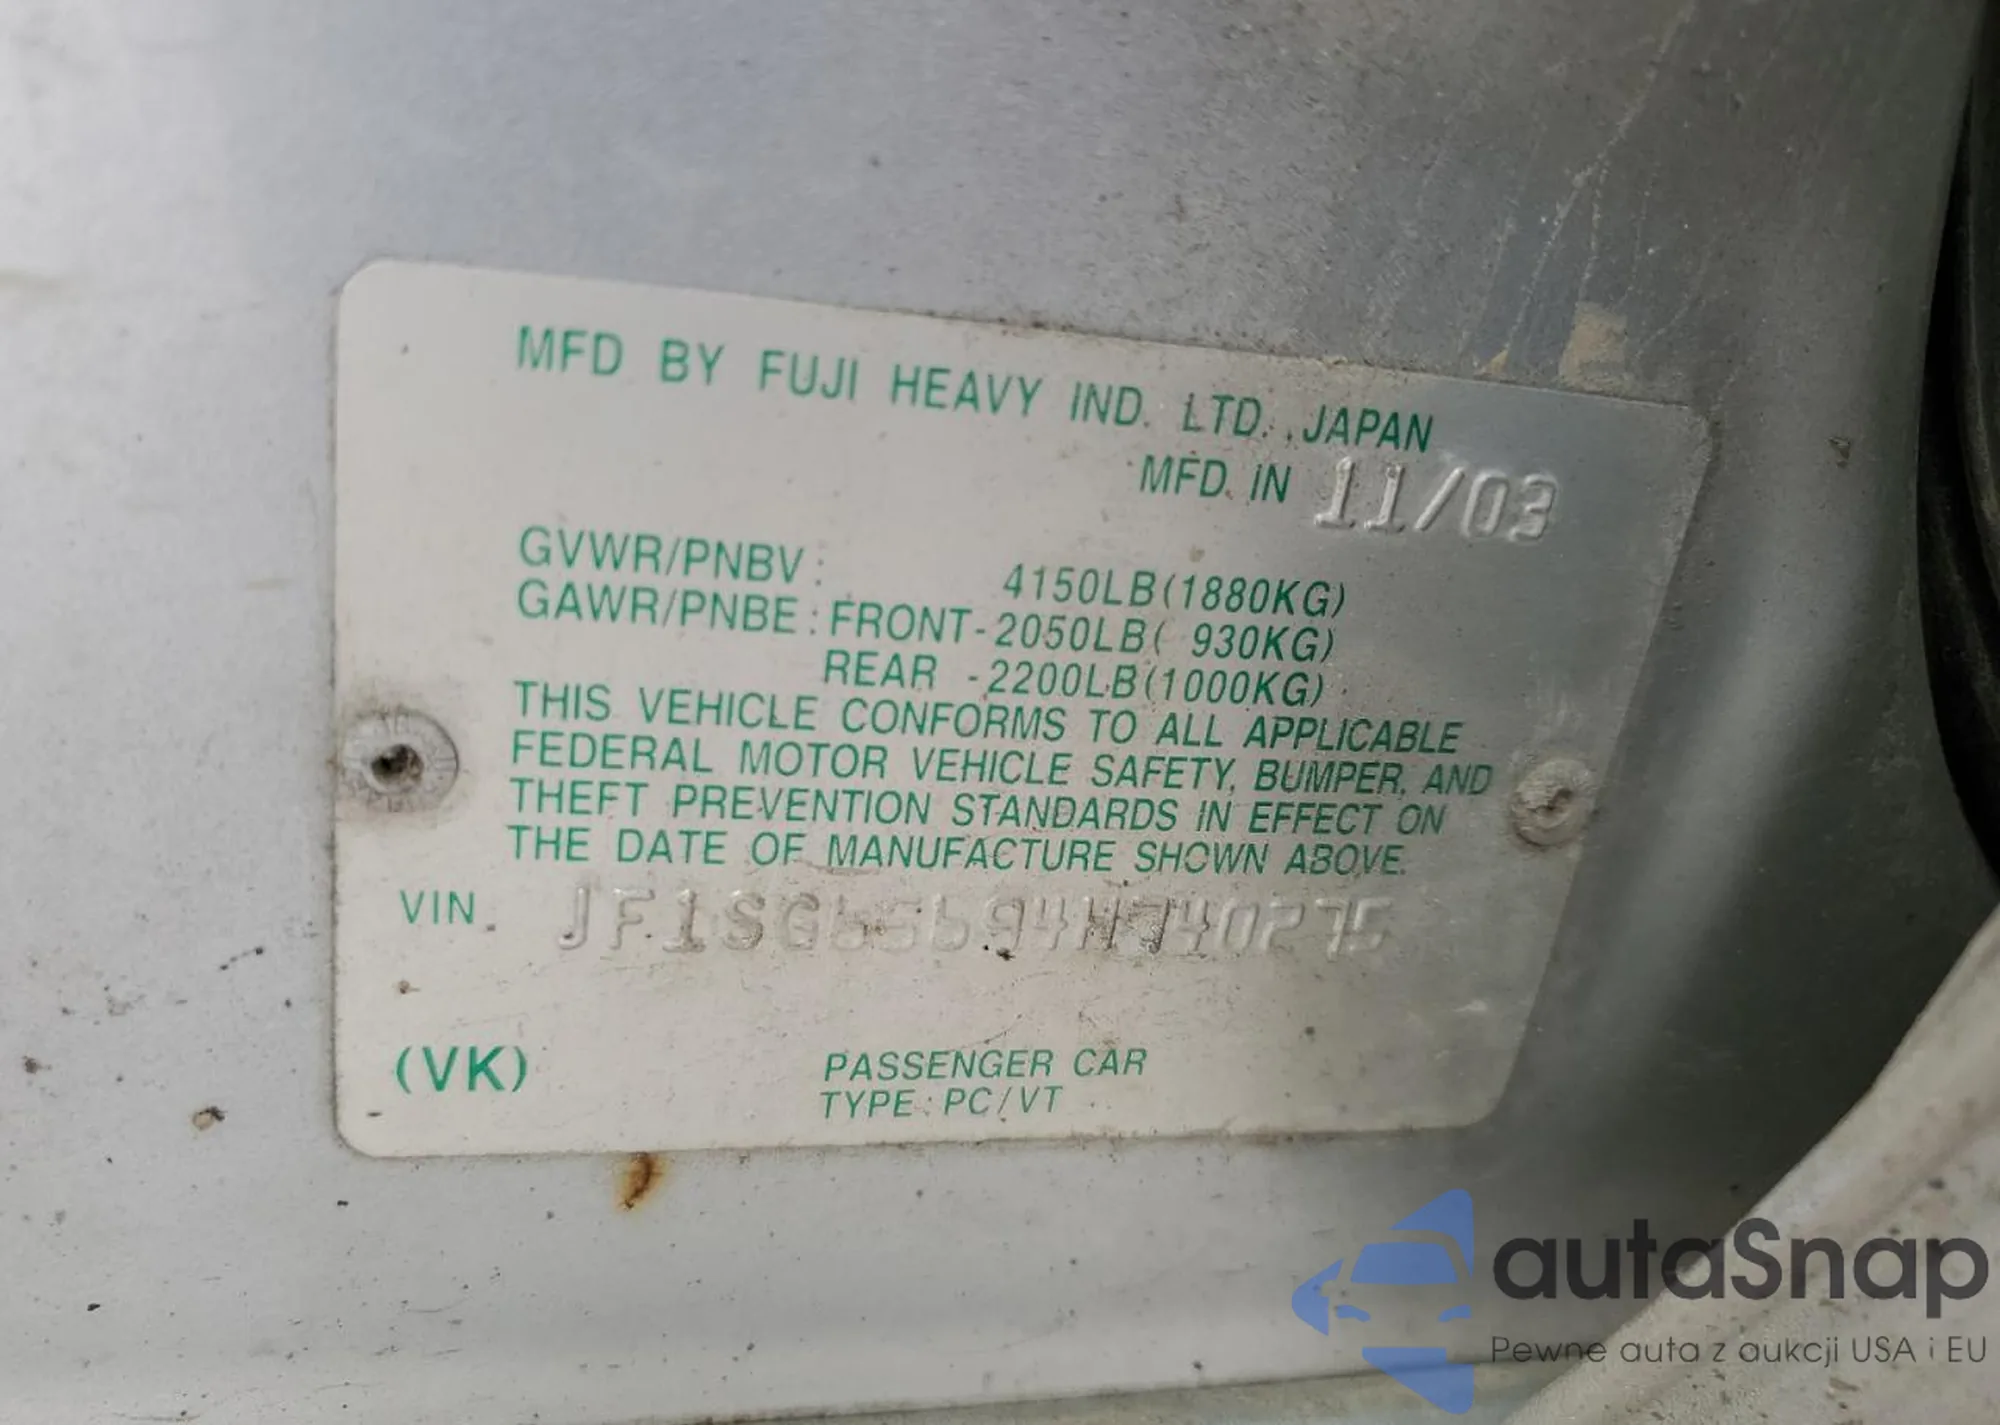 MFD BY FUJI HEAVY IND. LTD., JAPAN
MFD. IN 11/03
GVWR/PNBV: 4150LB(1880KG)
GAWR/PNBE: FRONT-2050LB( 930KG)
REAR -2200LB(1000KG)
THIS VEHICLE CONFORMS TO ALL APPLICABLE
FEDERAL MOTOR VEHICLE SAFETY, BUMPER, AND
THEFT PREVENTION STANDARDS IN EFFECT ON
THE DATE OF MANUFACTURE SHOWN ABOVE.
VIN.
(VK) PASSENGER CAR
TYPE: PC/VT
autaSnap
Pewne auta z aukcji USA i EU